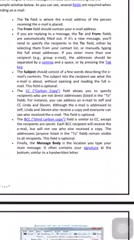 sample window below. As you can see, several fields are required when
sending an e-mail:
The To field is where the e-mail address of the person
receiving the e-mail is placed.
The From field should contain your e-mail address.
If you are replying to a message, the To and From fields
are automatically filled out; if it's a new message, you'll
need to specify the recipients in the To field, either by
selecting them from your contact list, or manually typing
the full email addresses. If you enter more than one
recipient (e.g., group e-mail), the addresses should be
separated by a comma and a space, or by pressing the Tab
key.
The Subject should consist of a few words describing the e-
mail's contents. The subject lets the recipient see what the
e-mail is about, without opening and reading the full e-
mail. This field is optional.
The CC ("Carbon Copy") field allows you to specify
recipients who are not direct addressees (listed in the "To"
field). For instance, you can address an e-mail to Jeff and
CC Linda and Steven. Although the e-mail is addressed to
Jeff, Linda and Steven also receive a copy and everyone can
see who received the e-mail. This field is optional.
The BCC ("blind carbon copy") field is similar to CC, except
the recipients are secret. Each BCC recipient will receive the
e-mail, but will not see who else received a copy. The
addressees (anyone listed in the "To" field) remain visible
to all recipients. This field is optional.
Finally, the Message Body is the location you type your
main message. It often contains your signature at the
bottom; similar to a handwritten letter.